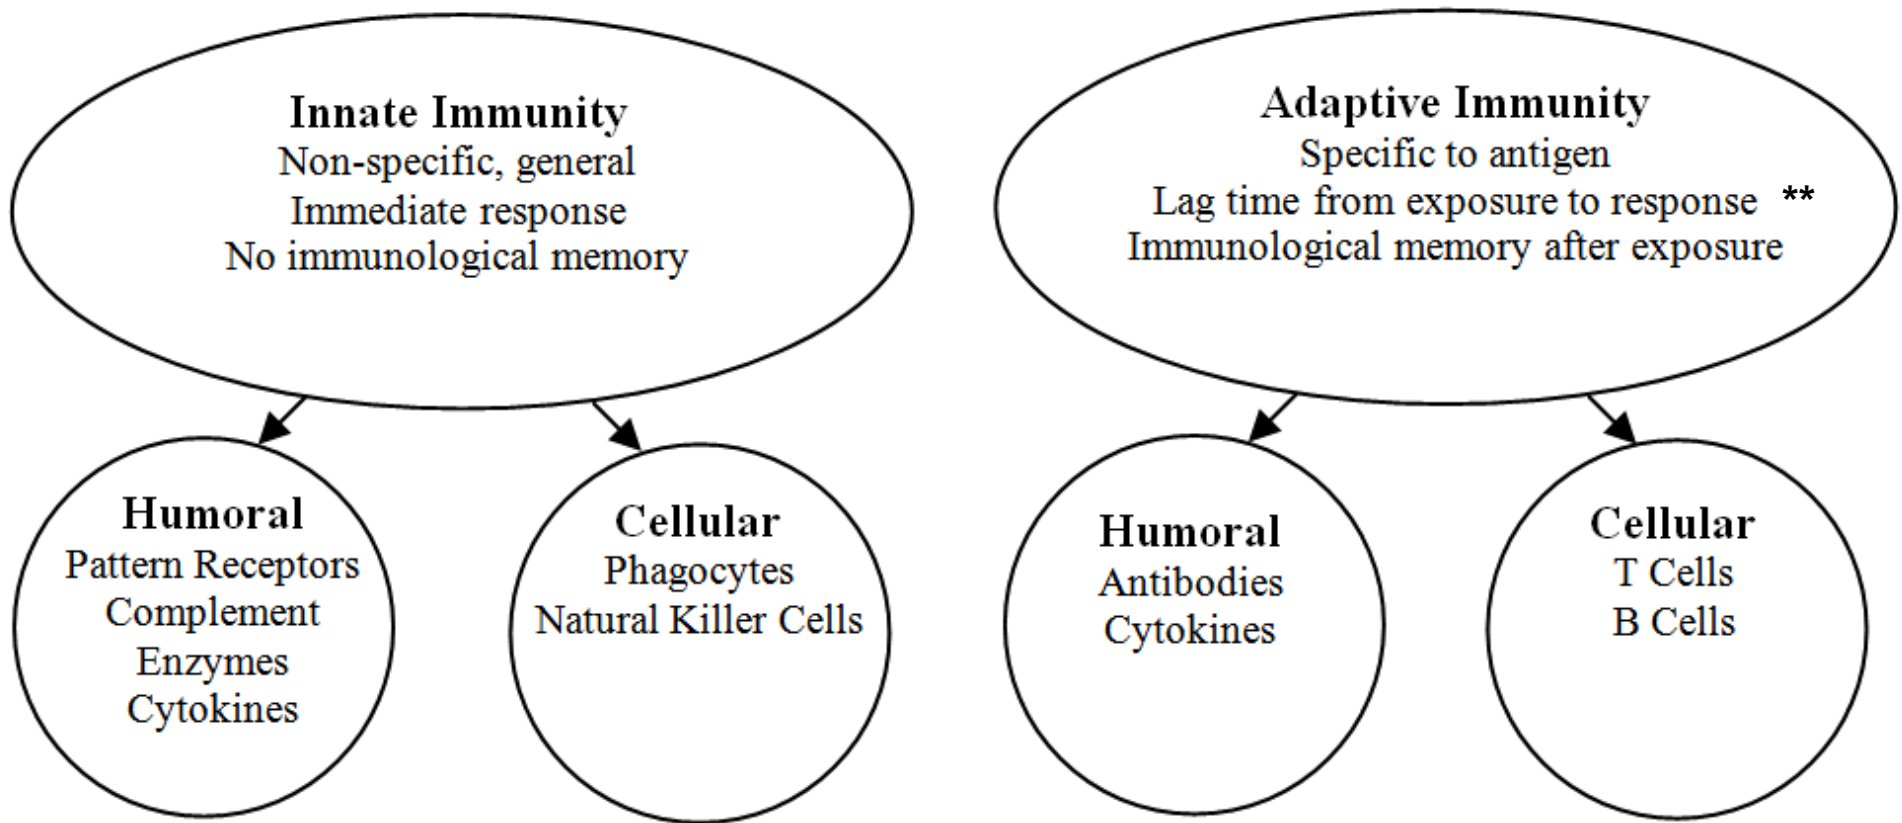 Innate Immunity
Non-specific, general
Immediate response
No immunological memory
Adaptive Immunity
Specific to antigen
Lag time from exposure to response **
Immunological memory after exposure
Humoral
Pattern Receptors
Complement
Enzymes
Cytokines
Cellular
Phagocytes
Natural Killer Cells
Humoral
Antibodies
Cytokines
Cellular
T Cells
B Cells